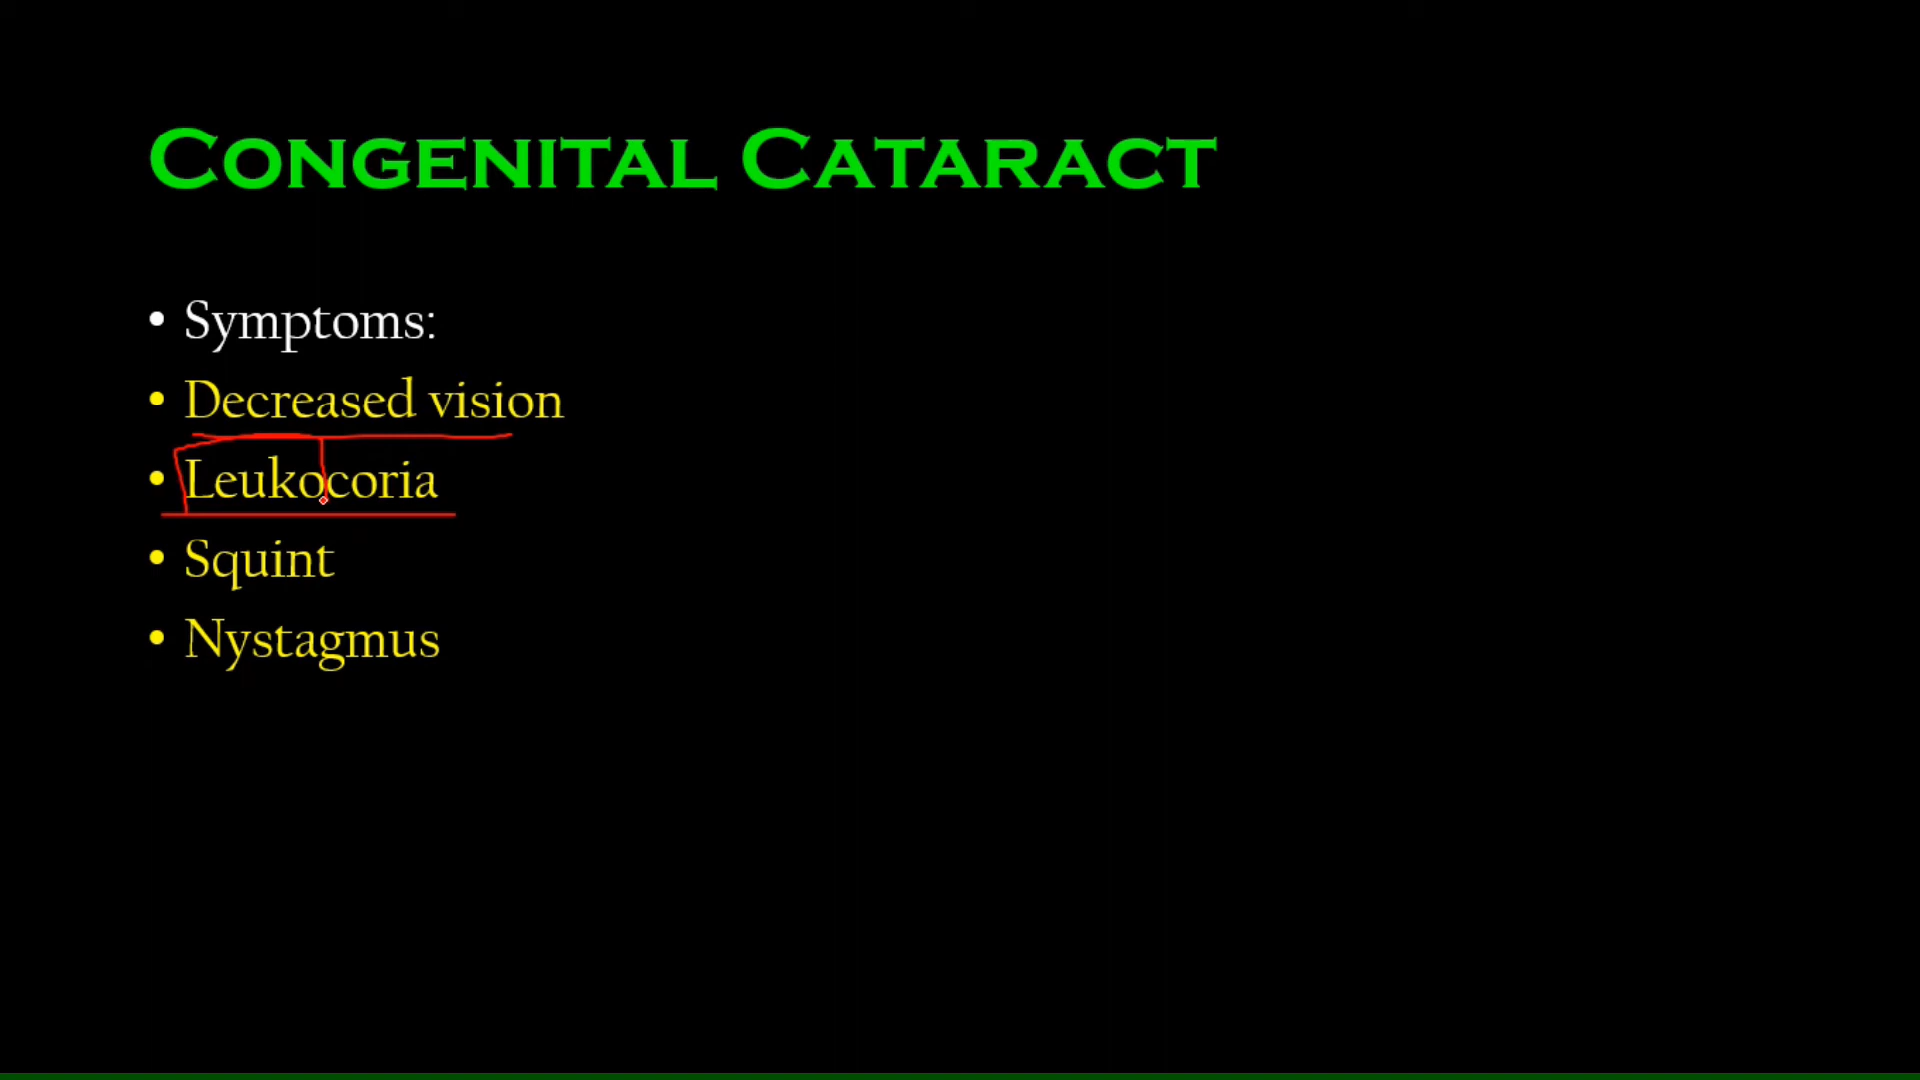 Congenital Cataract
• Symptoms:
• Decreased vision
• Leukocoria
• Squint
• Nystagmus